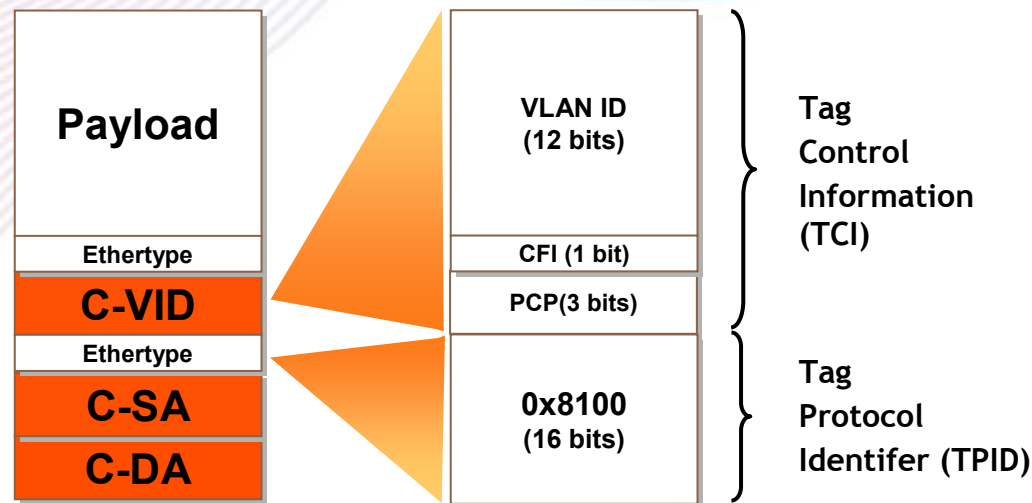 Payload
Ethertype
C-VID
Ethertype
C-SA
C-DA
VLAN ID
(12 bits)
CFI (1 bit)
PCP(3 bits)
0x8100
(16 bits)
Tag
Control
Information
(TCI)
Tag
Protocol
Identifer (TPID)